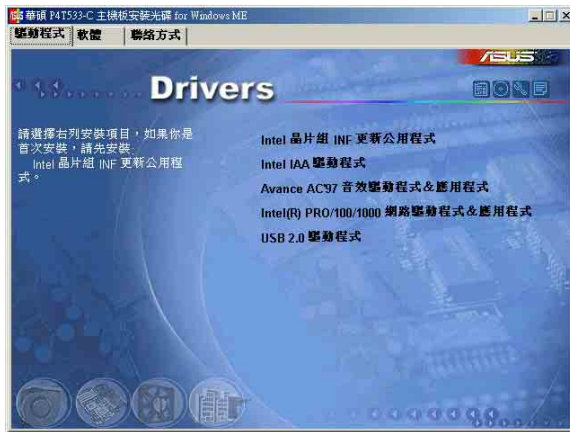 華碩 P4T533-C 主機板安裝光碟 for Windows ME
驅動程式 軟體 聯絡方式
ASUS
Drivers
請選擇右列安裝項目,如果你是
首次安裝,請先安裝:
Intel 晶片組 INF 更新公用程
式。
Intel 晶片組 INF 更新公用程式
Intel IAA 驅動程式
Avance AC'97 音效驅動程式&應用程式
Intel(R) PRO/100/1000 網路驅動程式&應用程式
USB 2.0 驅動程式